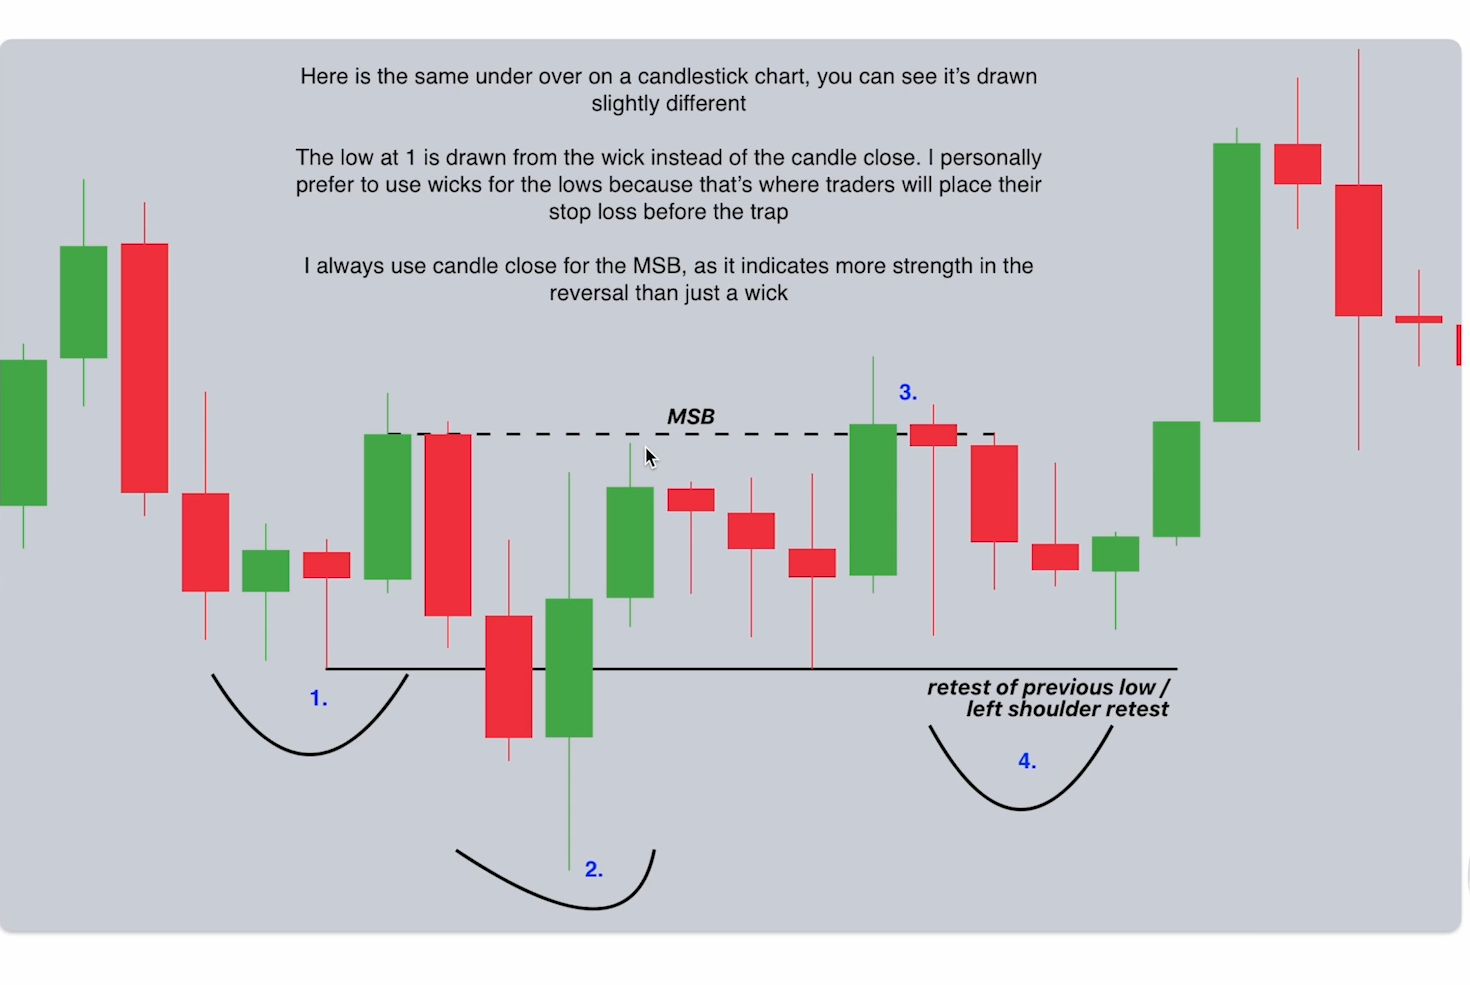 Here is the same under over on a candlestick chart, you can see it’s drawn
slightly different
The low at 1 is drawn from the wick instead of the candle close. I personally
prefer to use wicks for the lows because that’s where traders will place their
stop loss before the trap
I always use candle close for the MSB, as it indicates more strength in the
reversal than just a wick
3.
MSB
retest of previous low /
left shoulder retest
1.
4.
2.